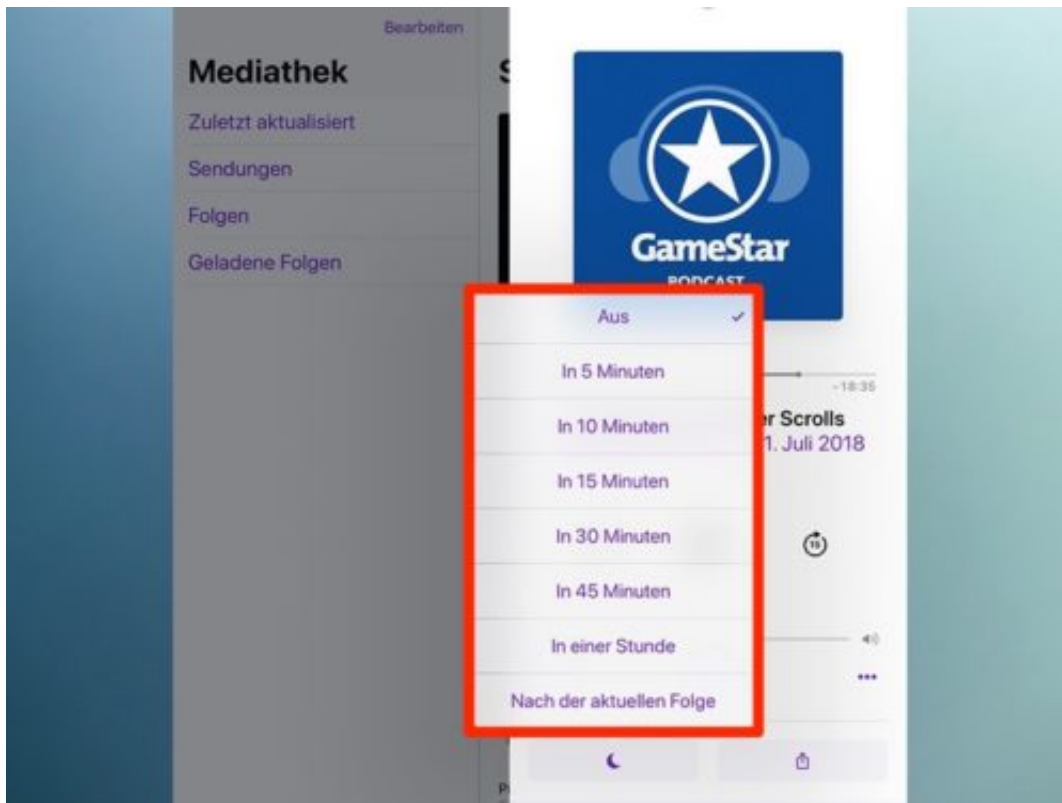 Bearbeiten
Mediathek
Zuletzt aktualisiert
Sendungen
Folgen
Geladene Folgen
GameStar
PODCAST
Aus
In 5 Minuten
In 10 Minuten
In 15 Minuten
In 30 Minuten
In 45 Minuten
In einer Stunde
Nach der aktuellen Folge
-18:35
Scrolls
1. Juli 2018
15